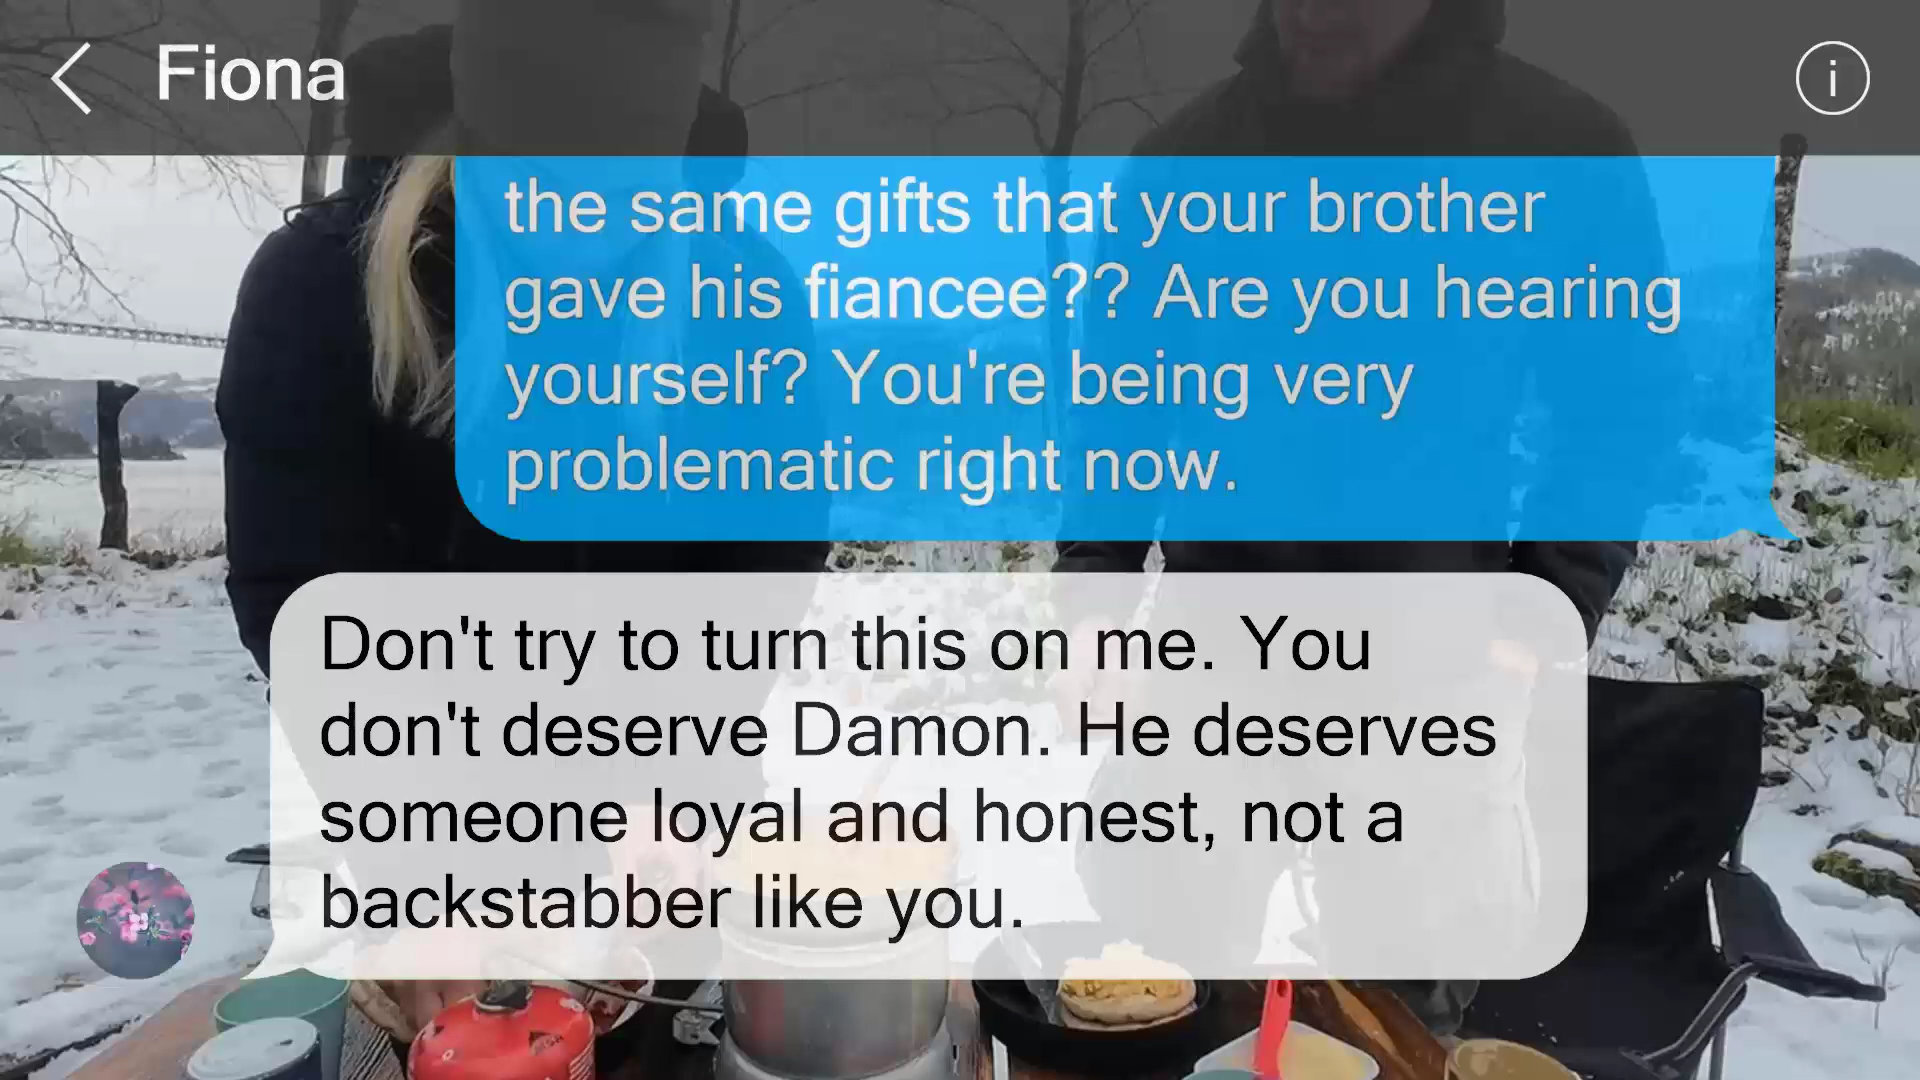 Fiona
the same gifts that your brother
gave his fiancee?? Are you hearing
yourself? You're being very
problematic right now.
Don't try to turn this on me. You
don't deserve Damon. He deserves
someone loyal and honest, not a
backstabber like you.